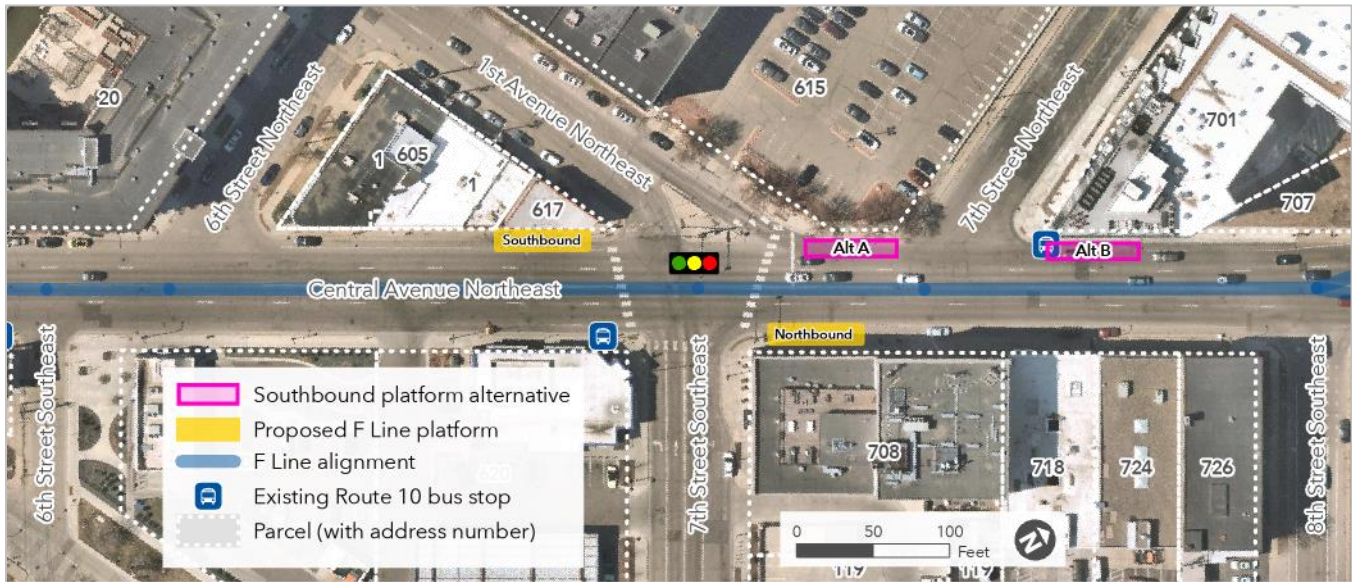 20
6th Street Northeast
1
605
1
617
1st Avenue Northeast
615
7th Street Northeast
701
707
Southbound
Alt A
Alt B
Central Avenue Northeast
Northbound
6th Street Southeast
7th Street Southeast
8th Street Southeast
620
708
718
724
726
119
119
Southbound platform alternative
Proposed F Line platform
F Line alignment
Existing Route 10 bus stop
Parcel (with address number)
0 50 100
Feet
N